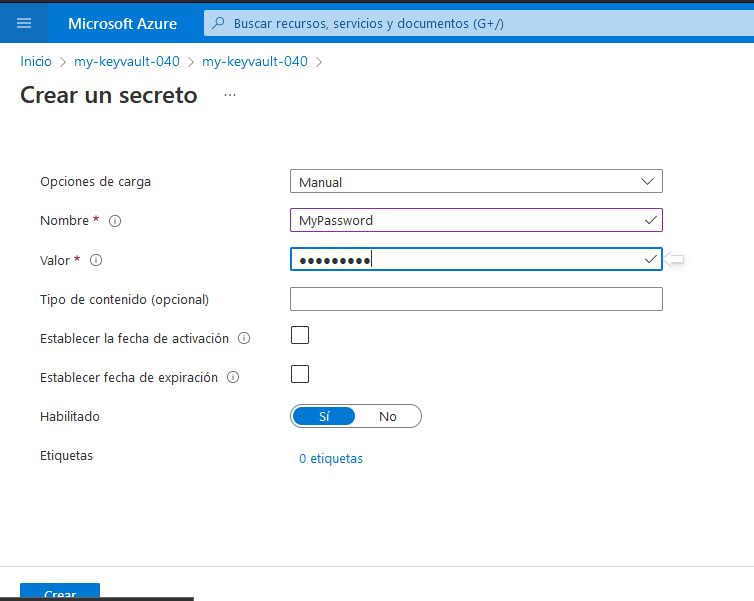 Microsoft Azure
Buscar recursos, servicios y documentos (G+/)
Inicio > my-keyvault-040 > my-keyvault-040 >
Crear un secreto ...
Opciones de carga Manual
Nombre * MyPassword
Valor * •••••••••
Tipo de contenido (opcional)
Establecer la fecha de activación
Establecer fecha de expiración
Habilitado Sí No
Etiquetas 0 etiquetas
Crear